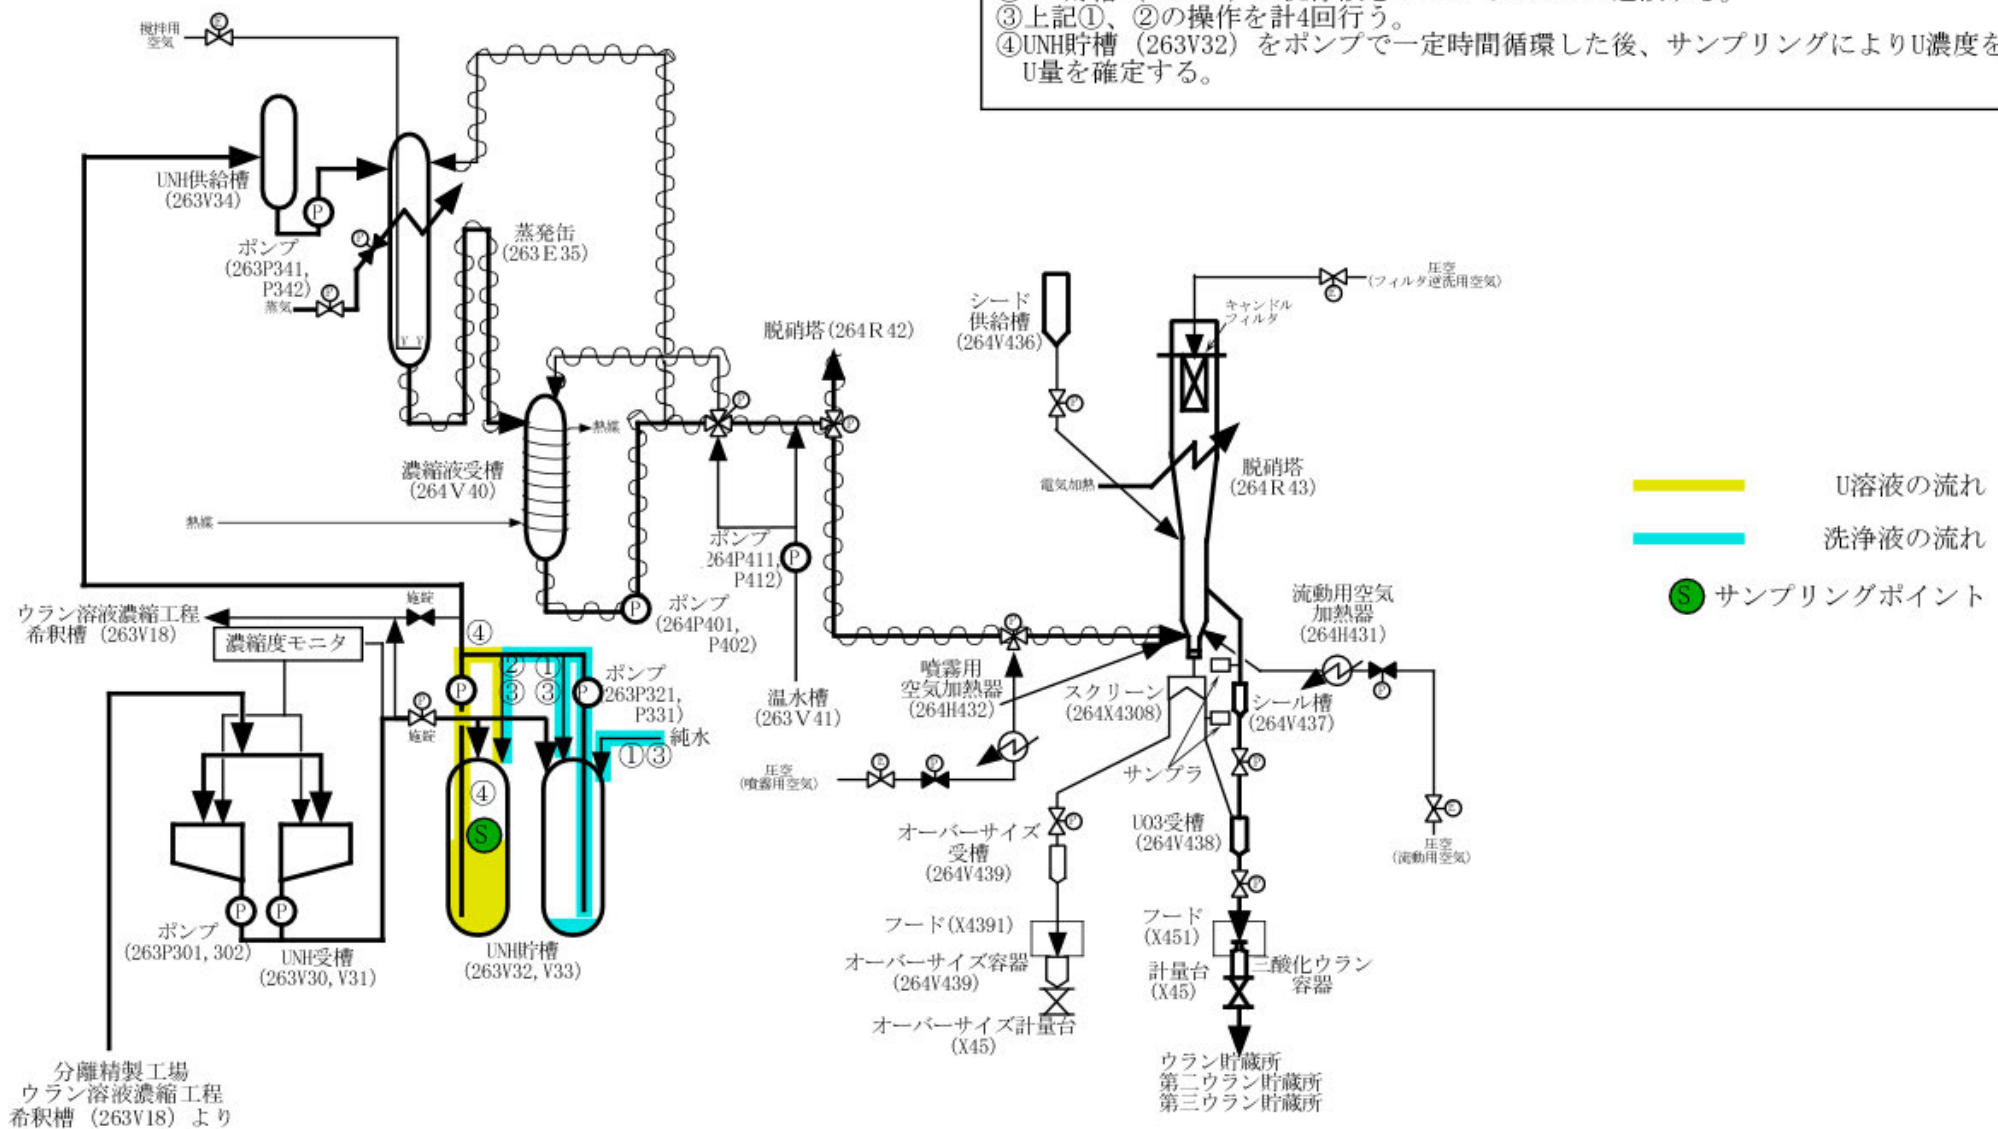 ③上記①、②の操作を計4回行う。
④UNH貯槽（263V32）をポンプで一定時間循環した後、サンプリングによりU濃度を
U量を確定する。
撹拌用
空気
UNH供給槽
(263V34)
ポンプ
(263P341,
P342)
蒸気
蒸発缶
(263E35)
濃縮液受槽
(264V40)
熱媒
熱媒
脱硝塔(264R42)
ポンプ
264P411,
P412)
ポンプ
(264P401,
P402)
温水槽
(263V41)
シード
供給槽
(264V436)
圧空
(フィルタ逆洗用空気)
キャンドル
フィルタ
電気加熱
脱硝塔
(264R43)
U溶液の流れ
洗浄液の流れ
S サンプリングポイント
流動用空気
加熱器
(264H431)
噴霧用
空気加熱器
(264H432)
スクリーン
(264X4308)
シール槽
(264V437)
サンプラ
圧空
(噴霧用空気)
圧空
(流動用空気)
オーバーサイズ
受槽
(264V439)
UO3受槽
(264V438)
フード(X4391)
オーバーサイズ容器
(264V439)
オーバーサイズ計量台
(X45)
フード
(X451)
計量台
(X45)
三酸化ウラン
容器
ウラン貯蔵所
第二ウラン貯蔵所
第三ウラン貯蔵所
ウラン溶液濃縮工程
希釈槽（263V18）
施錠
濃縮度モニタ
④
② ①
③ ③
ポンプ
(263P321,
P331)
純水
①③
施錠
④
S
ポンプ
(263P301,302)
UNH受槽
(263V30,V31)
UNH貯槽
(263V32,V33)
分離精製工場
ウラン溶液濃縮工程
希釈槽（263V18）より